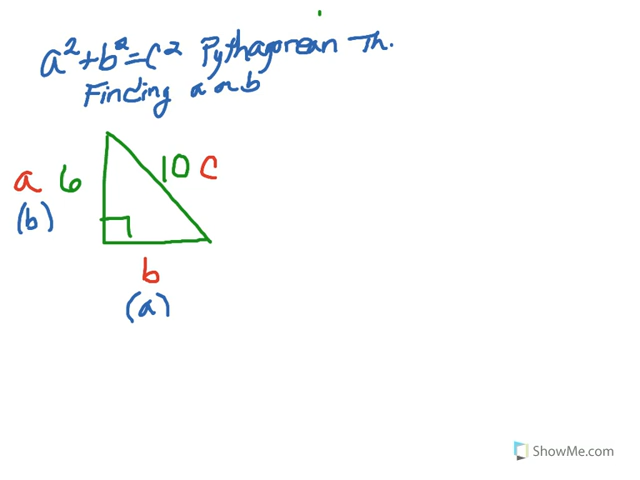 a²+b²=c² Pythagorean Th.
Finding a or b
a 6 10 c
(b)
b
(a)
ShowMe.com